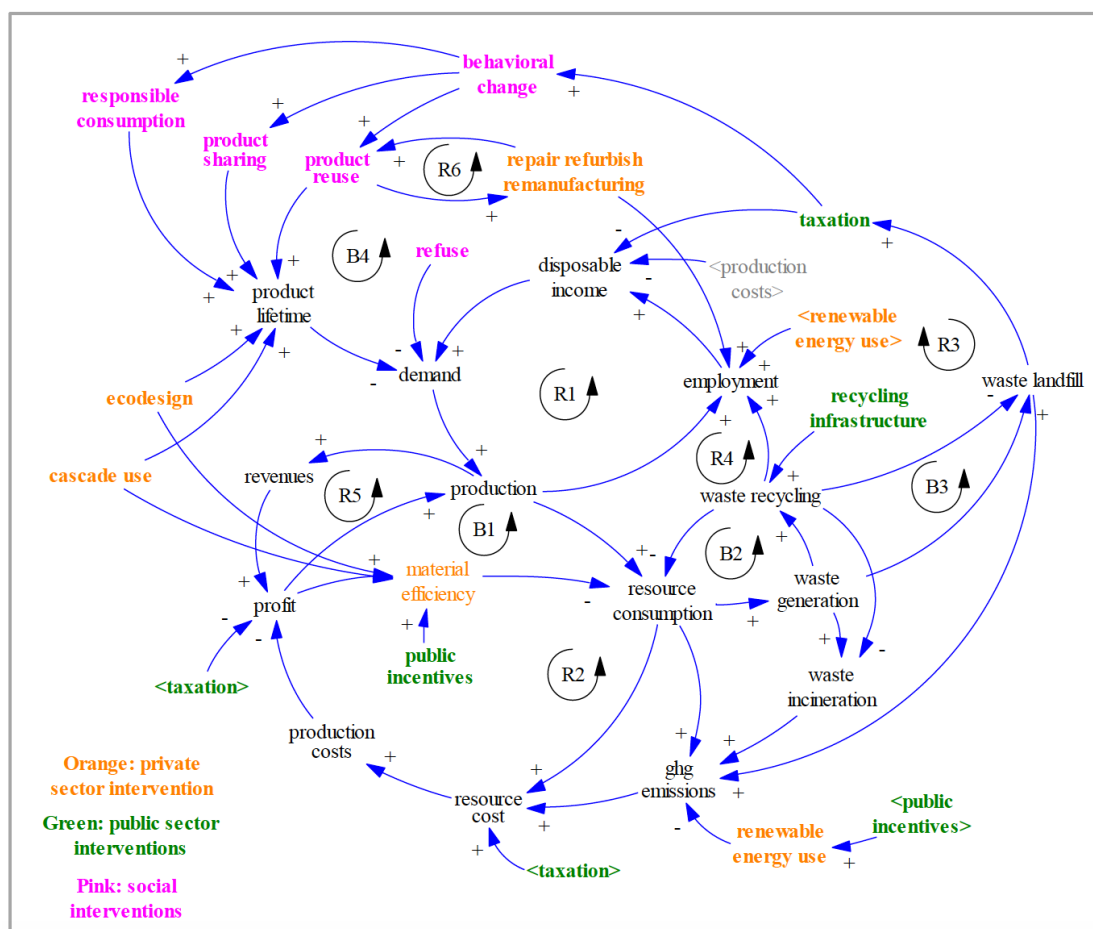 behavioral
change
responsible
consumption
product
sharing
product
reuse
repair refurbish
remanufacturing
R6
taxation
B4
refuse
disposable
income
<production
costs>
product
lifetime
<renewable
energy use>
R3
demand
R1
employment
waste landfill
ecodesign
recycling
infrastructure
cascade use
revenues
R5
production
R4
waste recycling
B3
B1
B2
material
efficiency
resource
consumption
waste
generation
profit
public
incentives
<taxation>
R2
waste
incineration
production
costs
ghg
emissions
resource
cost
<public
incentives>
renewable
energy use
<taxation>
Orange: private
sector intervention
Green: public sector
interventions
Pink: social
interventions
+
+
+
+
+
+
+
-
-
+
+
+
+
+
+
+
-
+
-
+
+
+
+
-
+
+
+
+
+
-
+
+
-
-
+
-
+
+
+
+
-
+
+
+
+
+
-
+
+